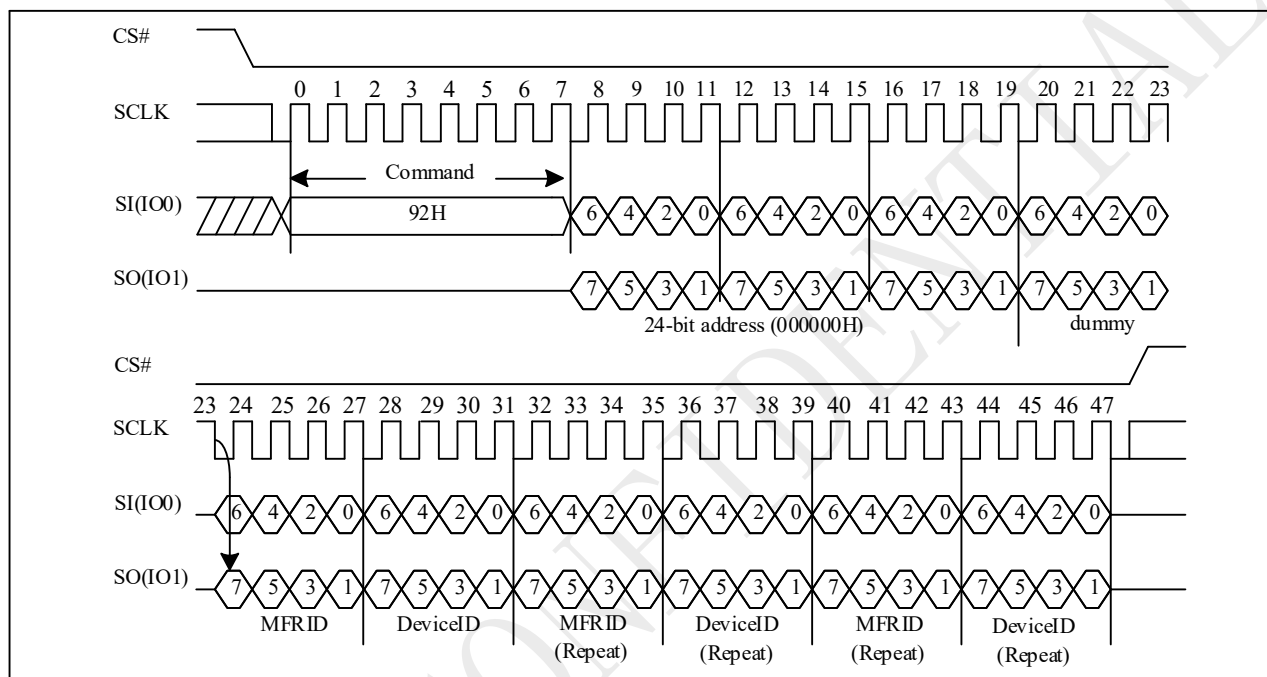 CS#
0 1 2 3 4 5 6 7 8 9 10 11 12 13 14 15 16 17 18 19 20 21 22 23
SCLK
Command
SI(IO0) 92H 6 4 2 0 6 4 2 0 6 4 2 0 6 4 2 0
SO(IO1) 7 5 3 1 7 5 3 1 7 5 3 1 7 5 3 1
24-bit address (000000H) dummy
CS#
23 24 25 26 27 28 29 30 31 32 33 34 35 36 37 38 39 40 41 42 43 44 45 46 47
SCLK
SI(IO0) 6 4 2 0 6 4 2 0 6 4 2 0 6 4 2 0 6 4 2 0 6 4 2 0
SO(IO1) 7 5 3 1 7 5 3 1 7 5 3 1 7 5 3 1 7 5 3 1 7 5 3 1
MFRID DeviceID MFRID DeviceID MFRID DeviceID
(Repeat) (Repeat) (Repeat) (Repeat)
ONFIDENTIAL